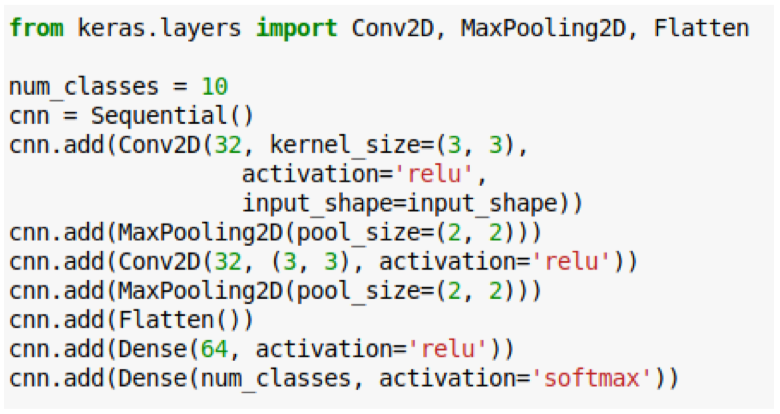 from keras.layers import Conv2D, MaxPooling2D, Flatten

num_classes = 10
cnn = Sequential()
cnn.add(Conv2D(32, kernel_size=(3, 3),
                 activation='relu',
                 input_shape=input_shape))
cnn.add(MaxPooling2D(pool_size=(2, 2)))
cnn.add(Conv2D(32, (3, 3), activation='relu'))
cnn.add(MaxPooling2D(pool_size=(2, 2)))
cnn.add(Flatten())
cnn.add(Dense(64, activation='relu'))
cnn.add(Dense(num_classes, activation='softmax'))